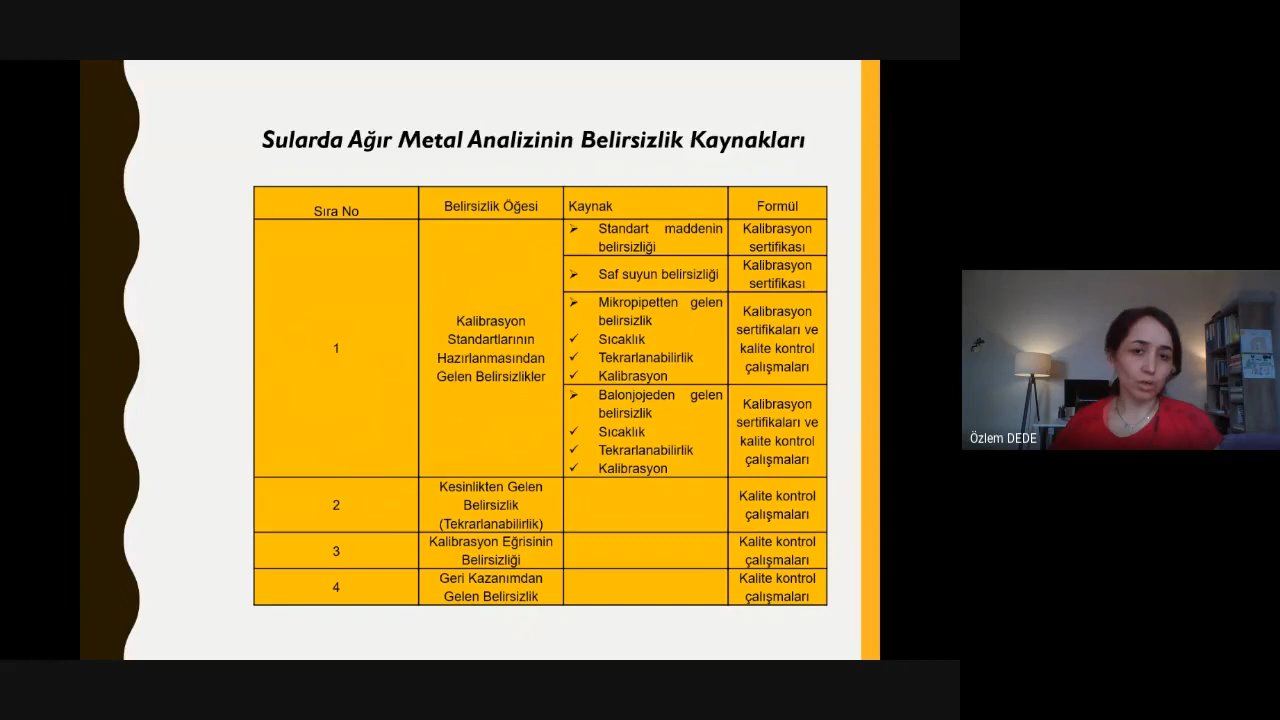 Sularda Ağır Metal Analizinin Belirsizlik Kaynakları
Sıra No
Belirsizlik Öğesi
Kaynak
Formül
1
Kalibrasyon
Standartlarının
Hazırlanmasından
Gelen Belirsizlikler
Standart maddenin
belirsizliği
Kalibrasyon
sertifikası
Saf suyun belirsizliği
Kalibrasyon
sertifikası
Mikropipetten gelen
belirsizlik
Sıcaklık
Tekrarlanabilirlik
Kalibrasyon
Kalibrasyon
sertifikaları ve
kalite kontrol
çalışmaları
Balonjojeden gelen
belirsizlik
Sıcaklık
Tekrarlanabilirlik
Kalibrasyon
Kalibrasyon
sertifikaları ve
kalite kontrol
çalışmaları
2
Kesinlikten Gelen
Belirsizlik
(Tekrarlanabilirlik)
Kalite kontrol
çalışmaları
3
Kalibrasyon Eğrisinin
Belirsizliği
Kalite kontrol
çalışmaları
4
Geri Kazanımdan
Gelen Belirsizlik
Kalite kontrol
çalışmaları
Özlem DEDE